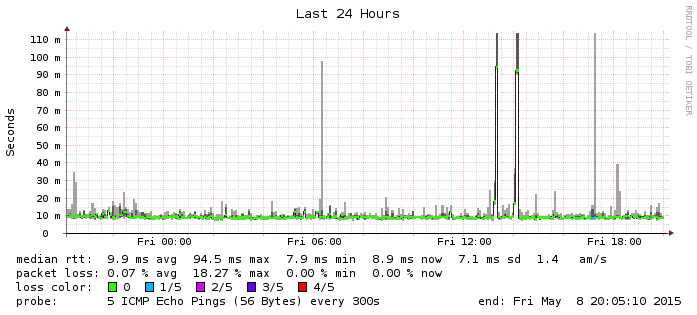 Last 24 Hours
RRDTOOL / TOBI OETIKER
Seconds
110 m
100 m
90 m
80 m
70 m
60 m
50 m
40 m
30 m
20 m
10 m
0
Fri 00:00 Fri 06:00 Fri 12:00 Fri 18:00
median rtt: 9.9 ms avg 94.5 ms max 7.9 ms min 8.9 ms now 7.1 ms sd 1.4 am/s
packet loss: 0.07 % avg 18.27 % max 0.00 % min 0.00 % now
loss color: 0 1/5 2/5 3/5 4/5
probe: 5 ICMP Echo Pings (56 Bytes) every 300s end: Fri May 8 20:05:10 2015